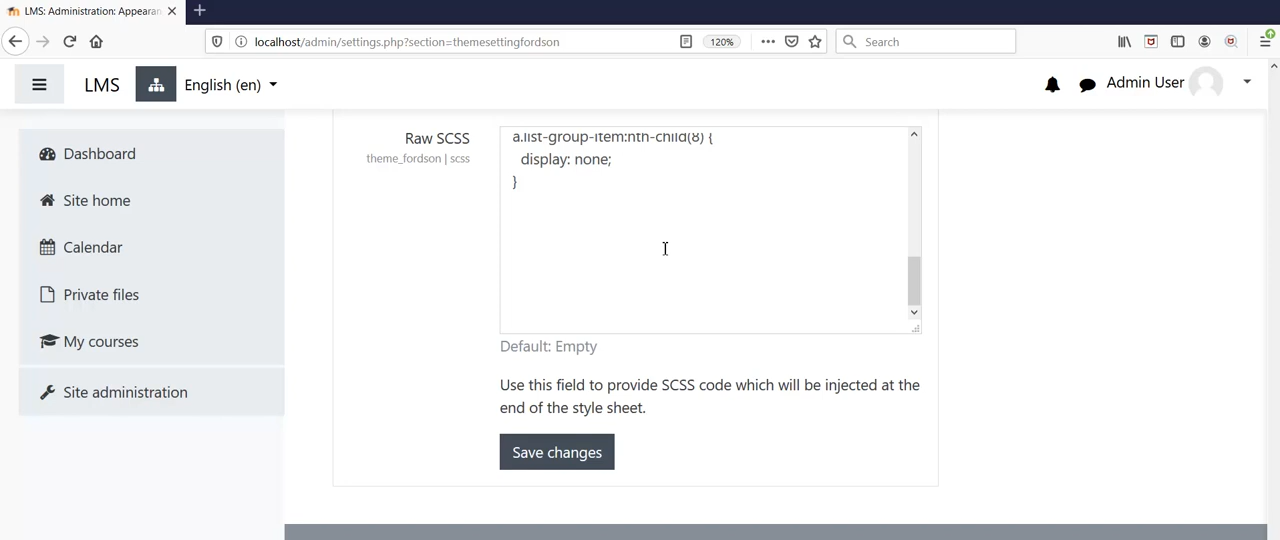 LMS: Administration: Appearan
localhost/admin/settings.php?section=themesettingfordson
120%
Search
LMS
English (en)
Admin User
Dashboard
Site home
Calendar
Private files
My courses
Site administration
Raw SCSS
theme_fordson | scss
a.list-group-item:nth-child(8) {
display: none;
}
Default: Empty
Use this field to provide SCSS code which will be injected at the
end of the style sheet.
Save changes